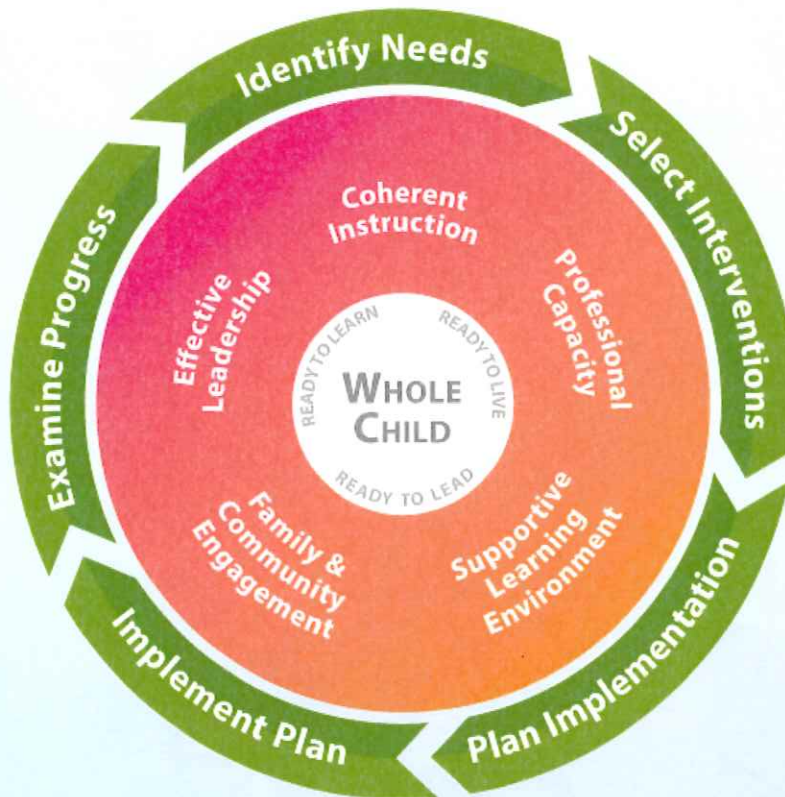 Identify Needs
Select Interventions
Plan Implementation
Implement Plan
Examine Progress
Coherent
Instruction
Professional
Capacity
Supportive
Learning
Environment
Family &
Community
Engagement
Effective
Leadership
READY TO LEARN
READY TO LIVE
READY TO LEAD
WHOLE
CHILD